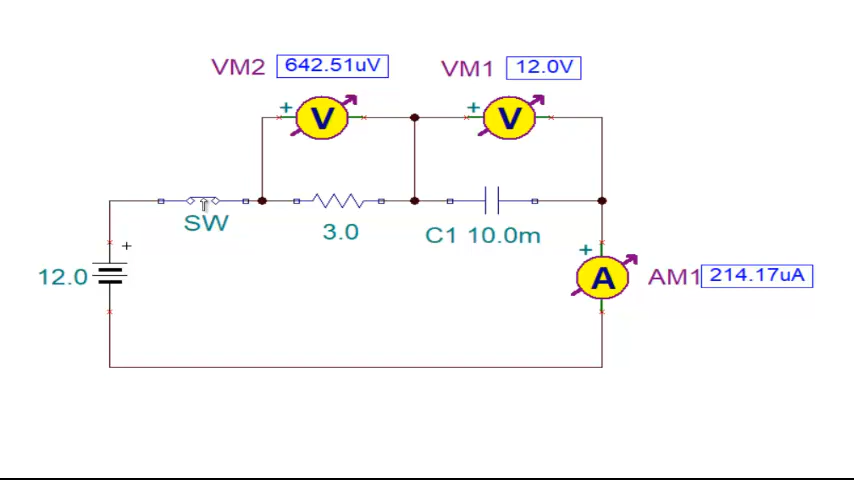 VM2 642.51uV
VM1 12.0V
+ V
+ V
SW
3.0
C1 10.0m
+
12.0
+
A
AM1 214.17uA